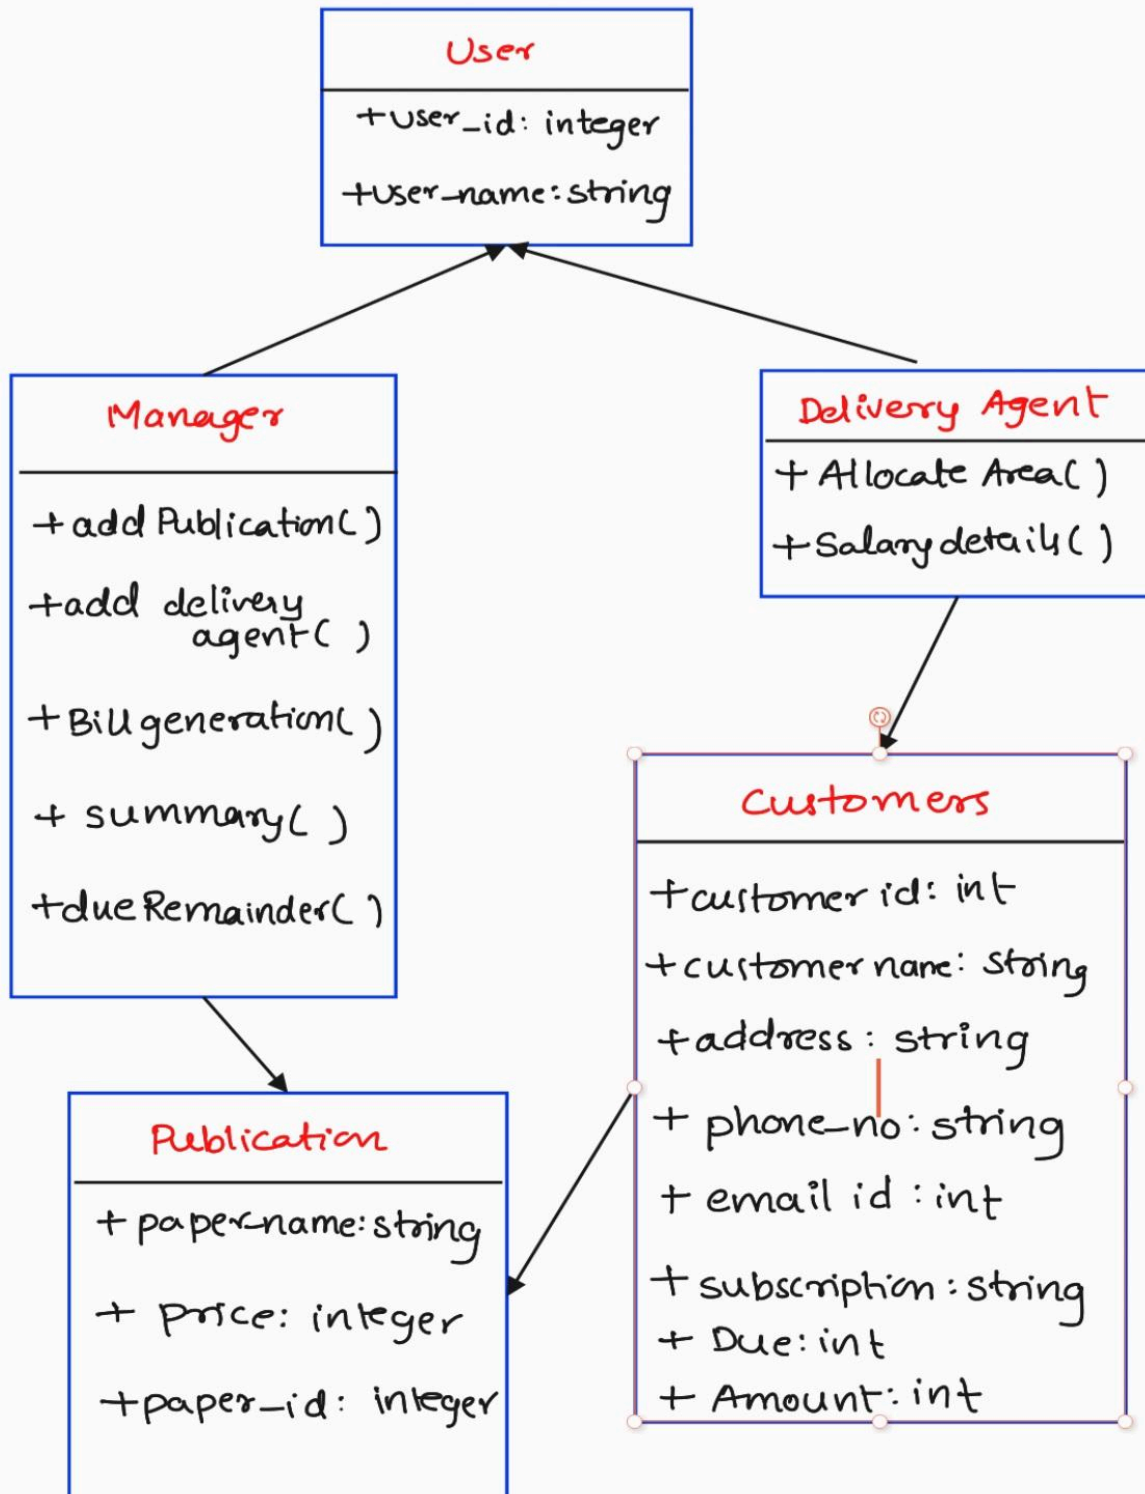 User
+user_id: integer
+user_name: string
Manager
+add Publication()
+add delivery
agent( )
+ Bill generation( )
+ summary( )
+due Remainder( )
Delivery Agent
+ Allocate Area( )
+ Salary details( )
Customers
+customer id: int
+customer name: string
+address: string
+ phone_no: string
+ email id : int
+ subscription: string
+ Due: int
+ Amount: int
Publication
+ paper_name: string
+ price: integer
+paper_id: integer